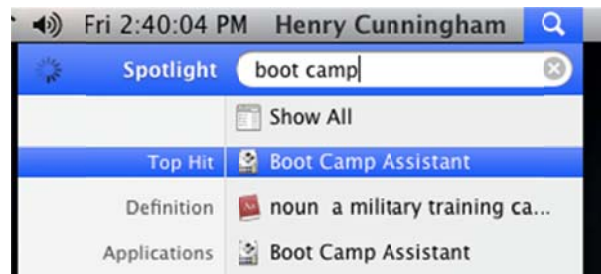 Fri 2:40:04 PM Henry Cunningham
Spotlight boot camp
Show All
Top Hit Boot Camp Assistant
Definition noun a military training ca...
Applications Boot Camp Assistant